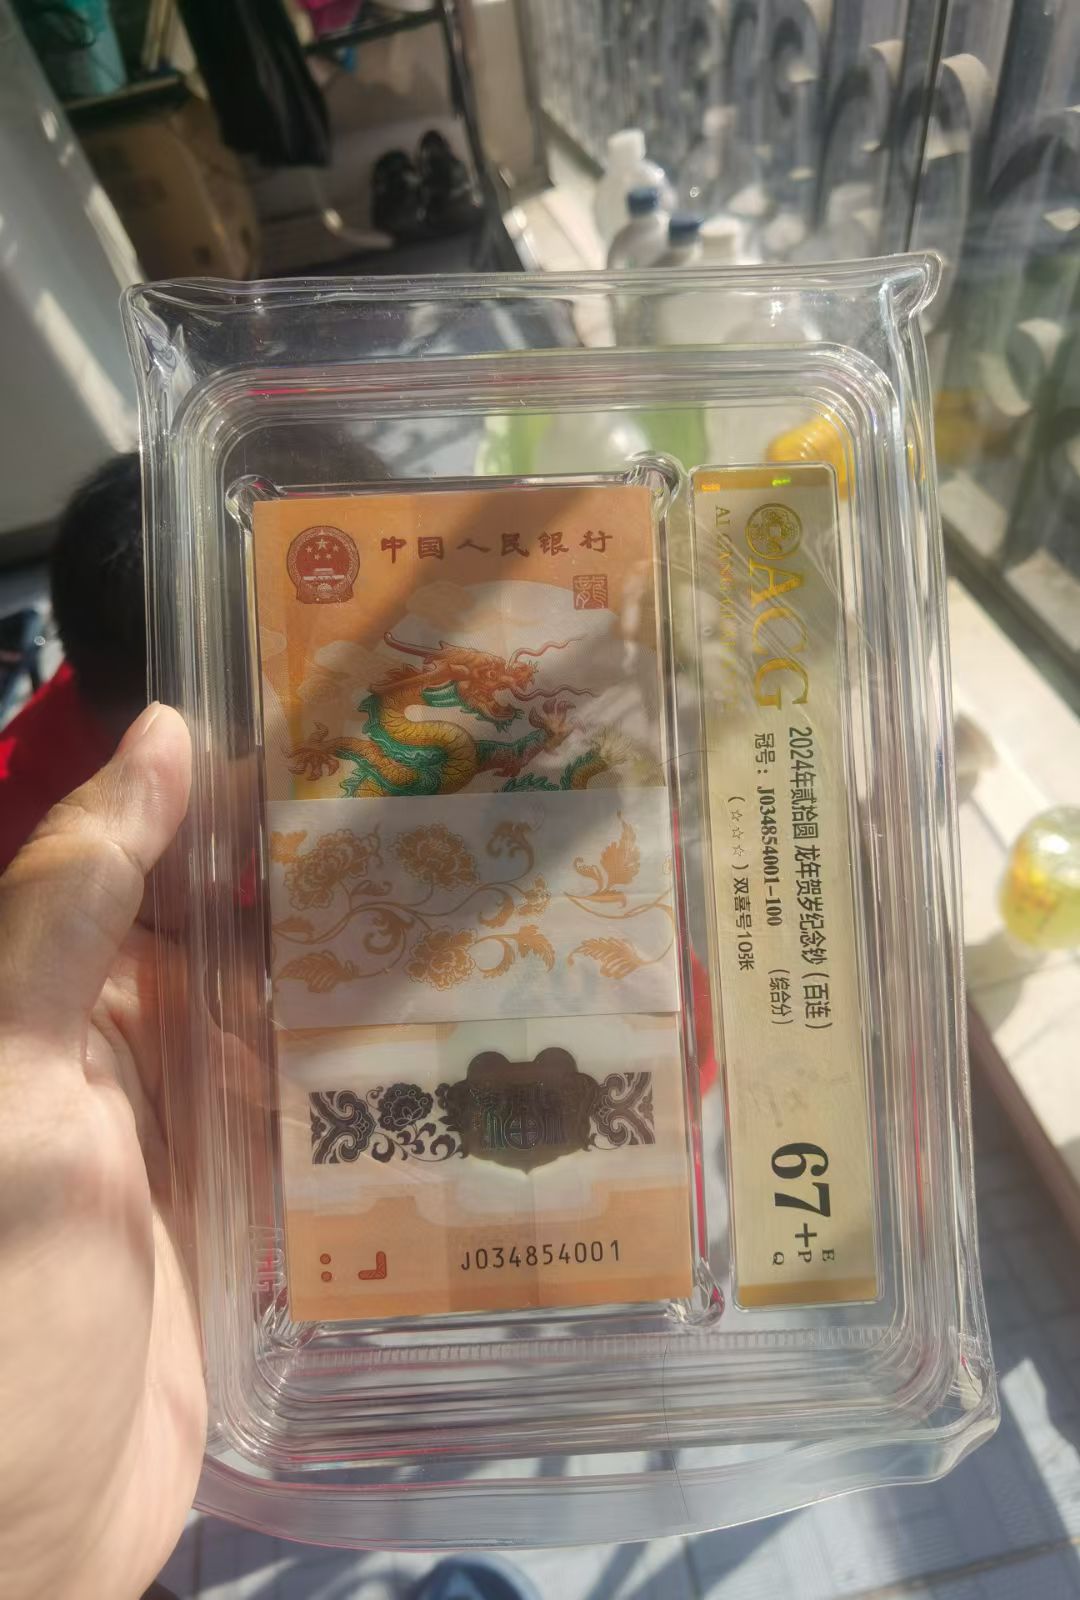 中国人民银行
龍
J034854001
ACG
2024年贰拾圆 龙年贺岁纪念钞（百连）
冠号：J034854001-100
（综合分）
（☆☆☆）双喜号10张
67+
E
P
Q